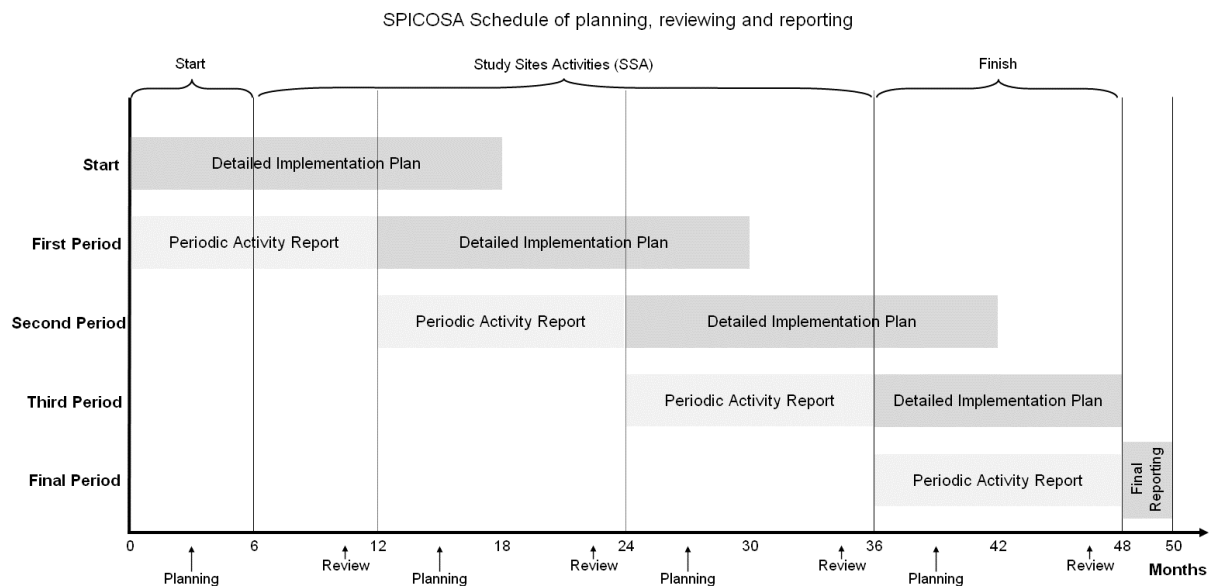 SPICOSA Schedule of planning, reviewing and reporting
Start
Study Sites Activities (SSA)
Finish
Start
Detailed Implementation Plan
First Period
Periodic Activity Report
Detailed Implementation Plan
Second Period
Periodic Activity Report
Detailed Implementation Plan
Third Period
Periodic Activity Report
Detailed Implementation Plan
Final Period
Periodic Activity Report
Final
Reporting
0 6 12 18 24 30 36 42 48 50
Planning
Review
Planning
Review
Planning
Review
Planning
Review
Months